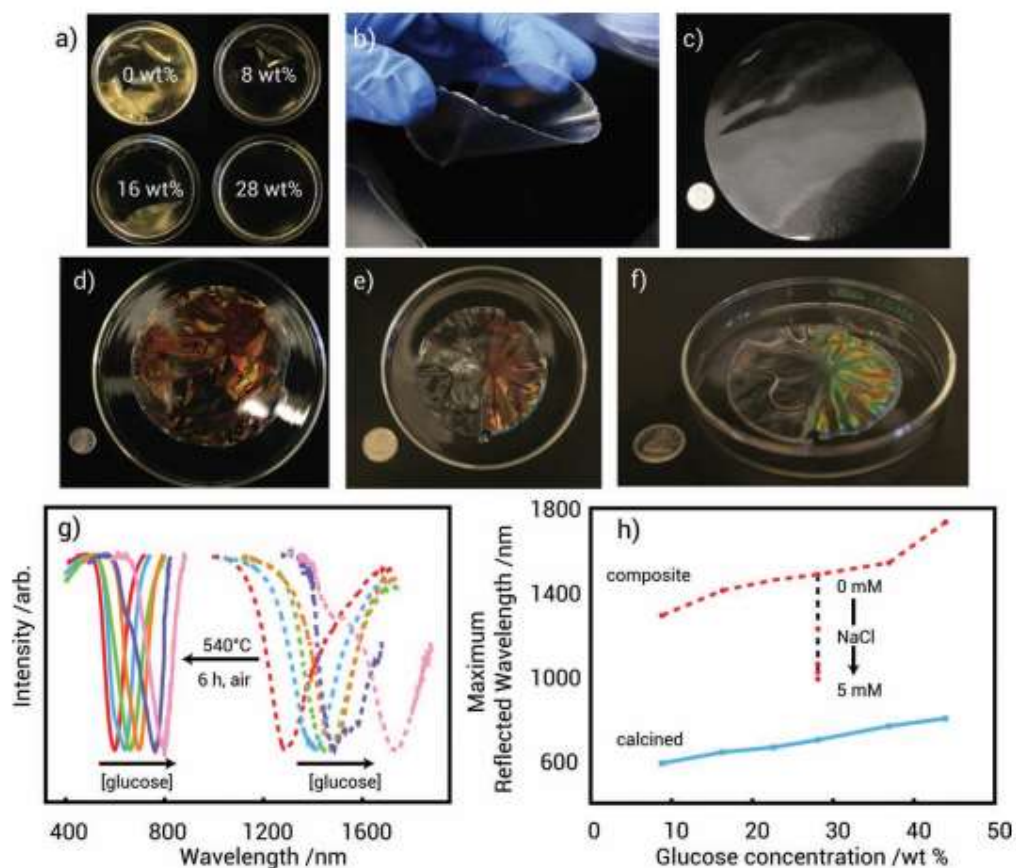 a)
0 wt%
8 wt%
16 wt%
28 wt%
b)
c)
d)
e)
f)
g)
Intensity /arb.
540°C
6 h, air
[glucose]
[glucose]
400
800
1200
1600
Wavelength /nm
h)
Maximum
Reflected Wavelength /nm
1800
1400
1000
600
composite
0 mM
NaCl
5 mM
calcined
0
10
20
30
40
50
Glucose concentration /wt %